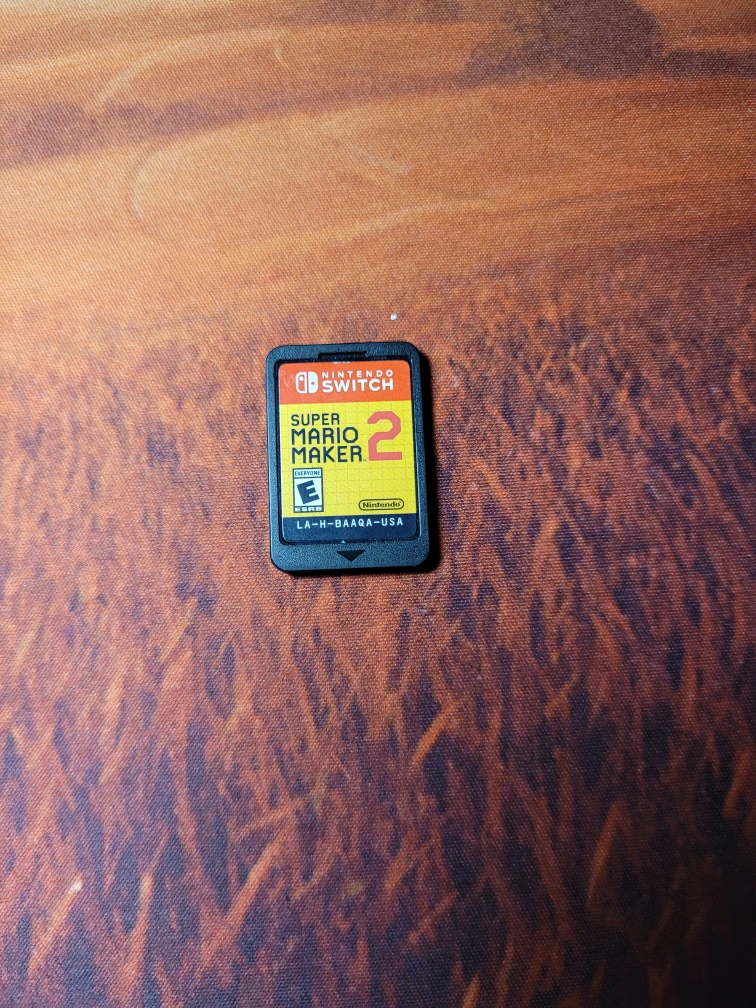 NINTENDO
SWITCH
SUPER
MARIO
MAKER 2
EVERYONE
E
ESRB
Nintendo
LA-H-BAAQA-USA